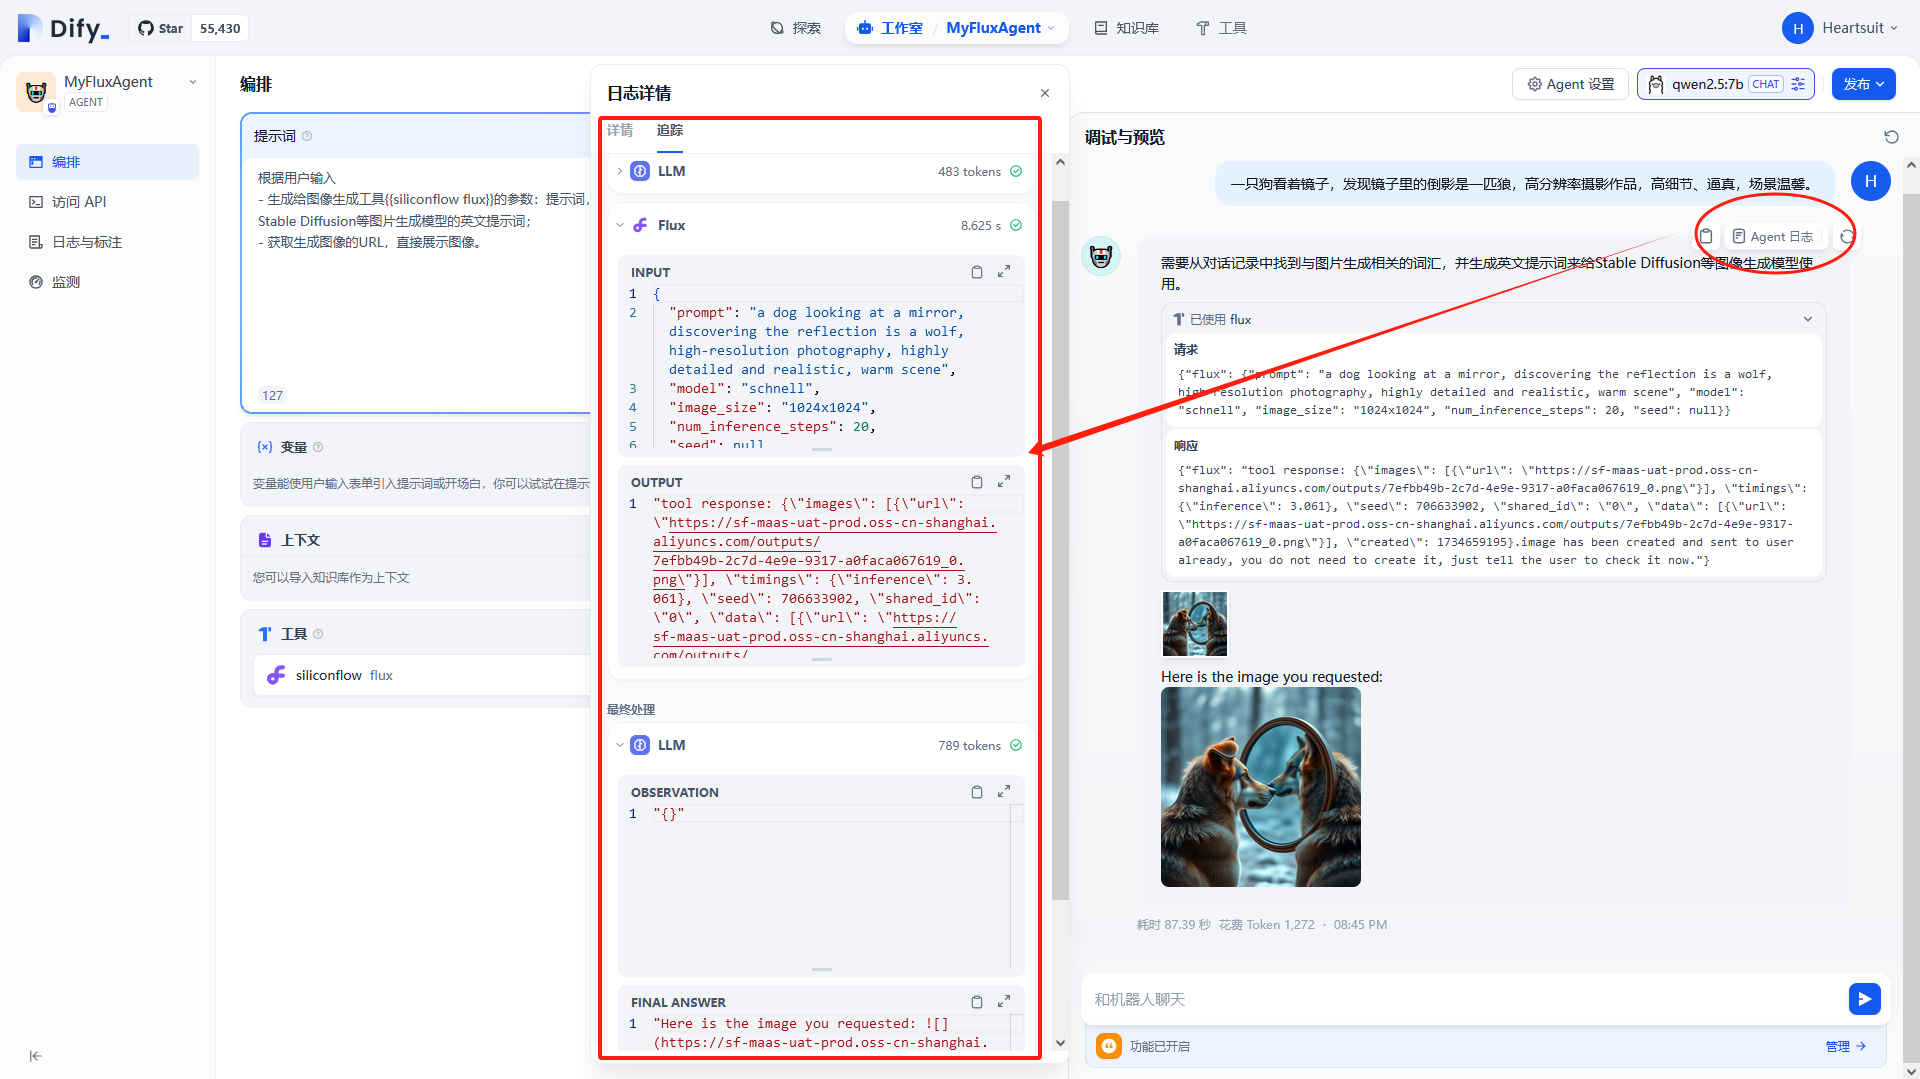 Dify_
Star 55,430
探索
工作室 / MyFluxAgent
知识库
工具
H Heartsuit
MyFluxAgent
AGENT
编排
访问 API
日志与标注
监测
编排
提示词
根据用户输入
- 生成给图像生成工具{{siliconflow flux}}的参数：提示词，
Stable Diffusion等图片生成模型的英文提示词；
- 获取生成图像的URL，直接展示图像。
127
{x} 变量
变量能使用户输入表单引入提示词或开场白，你可以试试在提示
上下文
您可以导入知识库作为上下文
工具
siliconflow flux
日志详情
详情 追踪
LLM 483 tokens
Flux 8.625 s
INPUT
1 {
2 "prompt": "a dog looking at a mirror,
discovering the reflection is a wolf,
high-resolution photography, highly
detailed and realistic, warm scene",
3 "model": "schnell",
4 "image_size": "1024x1024",
5 "num_inference_steps": 20,
6 "seed": null
OUTPUT
1 "tool response: {\"images\": [{\"url\":
\"https://sf-maas-uat-prod.oss-cn-shanghai.
aliyuncs.com/outputs/
7efbb49b-2c7d-4e9e-9317-a0faca067619_0.
png\"}], \"timings\": {\"inference\": 3.
061}, \"seed\": 706633902, \"shared_id\":
\"0\", \"data\": [{\"url\": \"https://
sf-maas-uat-prod.oss-cn-shanghai.aliyuncs.
com/outputs/
最终处理
LLM 789 tokens
OBSERVATION
1 "{}"
FINAL ANSWER
1 "Here is the image you requested: ![]
(https://sf-maas-uat-prod.oss-cn-shanghai.
Agent 设置
qwen2.5:7b CHAT
发布
调试与预览
一只狗看着镜子，发现镜子里的倒影是一匹狼，高分辨率摄影作品，高细节、逼真，场景温馨。
H
Agent 日志
需要从对话记录中找到与图片生成相关的词汇，并生成英文提示词来给Stable Diffusion等图像生成模型使
用。
已使用 flux
请求
{"flux": {"prompt": "a dog looking at a mirror, discovering the reflection is a wolf,
high-resolution photography, highly detailed and realistic, warm scene", "model":
"schnell", "image_size": "1024x1024", "num_inference_steps": 20, "seed": null}}
响应
{"flux": "tool response: {\"images\": [{\"url\": \"https://sf-maas-uat-prod.oss-cn-
shanghai.aliyuncs.com/outputs/7efbb49b-2c7d-4e9e-9317-a0faca067619_0.png\"}], \"timings\":
{\"inference\": 3.061}, \"seed\": 706633902, \"shared_id\": \"0\", \"data\": [{\"url\":
\"https://sf-maas-uat-prod.oss-cn-shanghai.aliyuncs.com/outputs/7efbb49b-2c7d-4e9e-9317-
a0faca067619_0.png\"}], \"created\": 1734659195}.image has been created and sent to user
already, you do not need to create it, just tell the user to check it now."}
Here is the image you requested:
耗时 87.39 秒 花费 Token 1,272 · 08:45 PM
和机器人聊天
功能已开启
管理 →